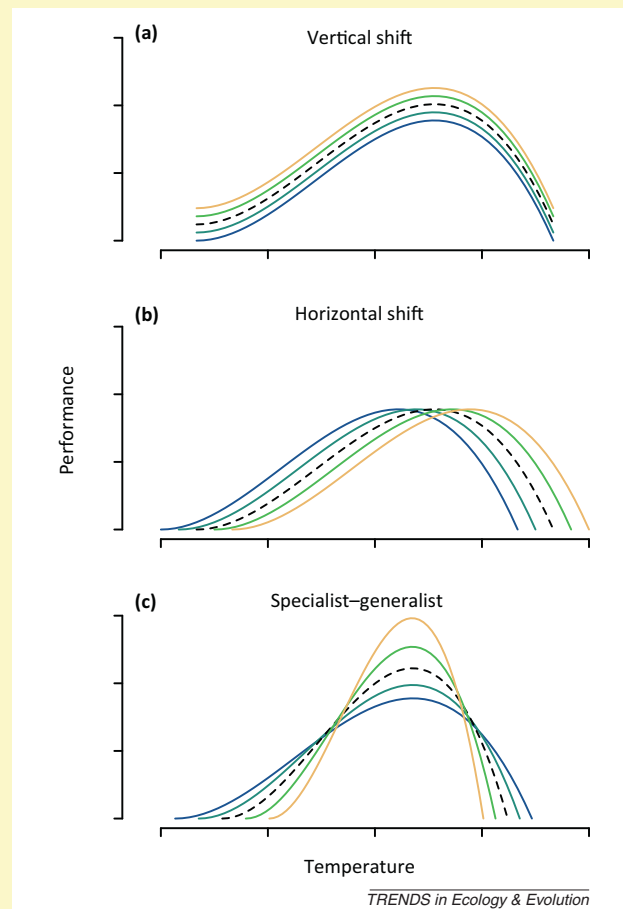 (a)
Vertical shift
(b)
Horizontal shift
Performance
(c)
Specialist–generalist
Temperature
TRENDS in Ecology & Evolution